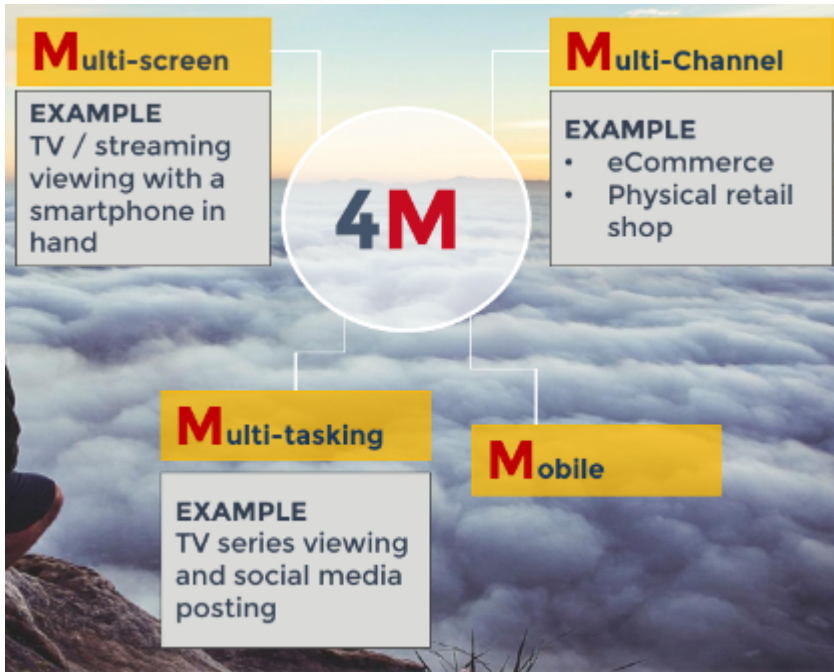 Multi-screen
EXAMPLE
TV / streaming
viewing with a
smartphone in
hand
Multi-Channel
EXAMPLE
• eCommerce
• Physical retail
shop
4M
Multi-tasking
EXAMPLE
TV series viewing
and social media
posting
Mobile